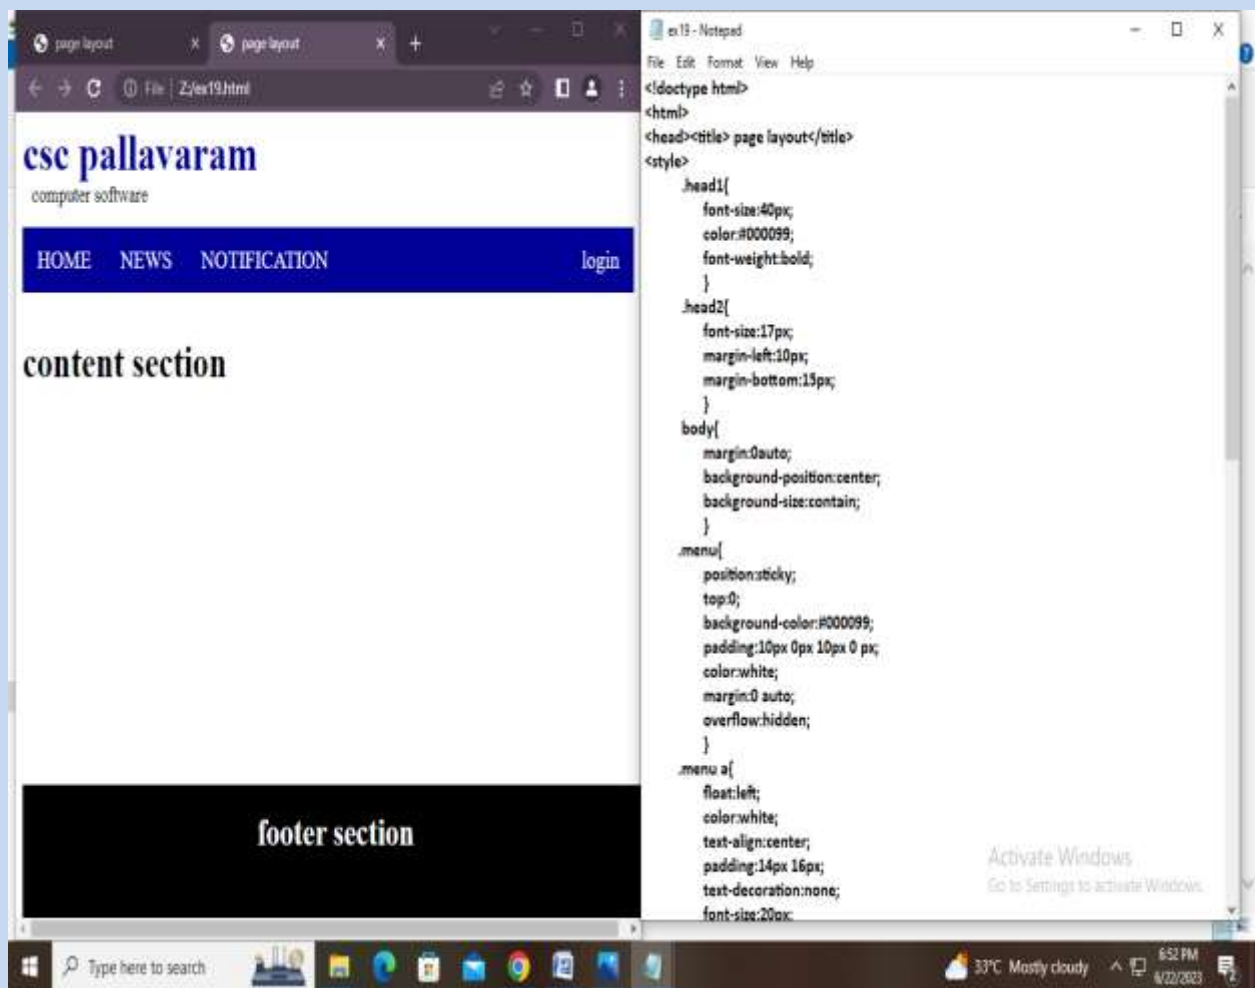 page layout
page layout
File Z:/ex19.html
csc pallavaram
computer software
HOME NEWS NOTIFICATION login
content section
footer section
ex19 - Notepad
File Edit Format View Help
<!doctype html>
<html>
<head><title> page layout</title>
<style>
.head1{
font-size:40px;
color:#000099;
font-weight:bold;
}
.head2{
font-size:17px;
margin-left:10px;
margin-bottom:15px;
}
body{
margin:0auto;
background-position:center;
background-size:contain;
}
.menu{
position:sticky;
top:0;
background-color:#000099;
padding:10px 0px 10px 0 px;
color:white;
margin:0 auto;
overflow:hidden;
}
.menu a{
float:left;
color:white;
text-align:center;
padding:14px 16px;
text-decoration:none;
font-size:20px;
Activate Windows
Go to Settings to activate Windows.
Type here to search
33°C Mostly cloudy
6:52 PM
6/22/2023
2